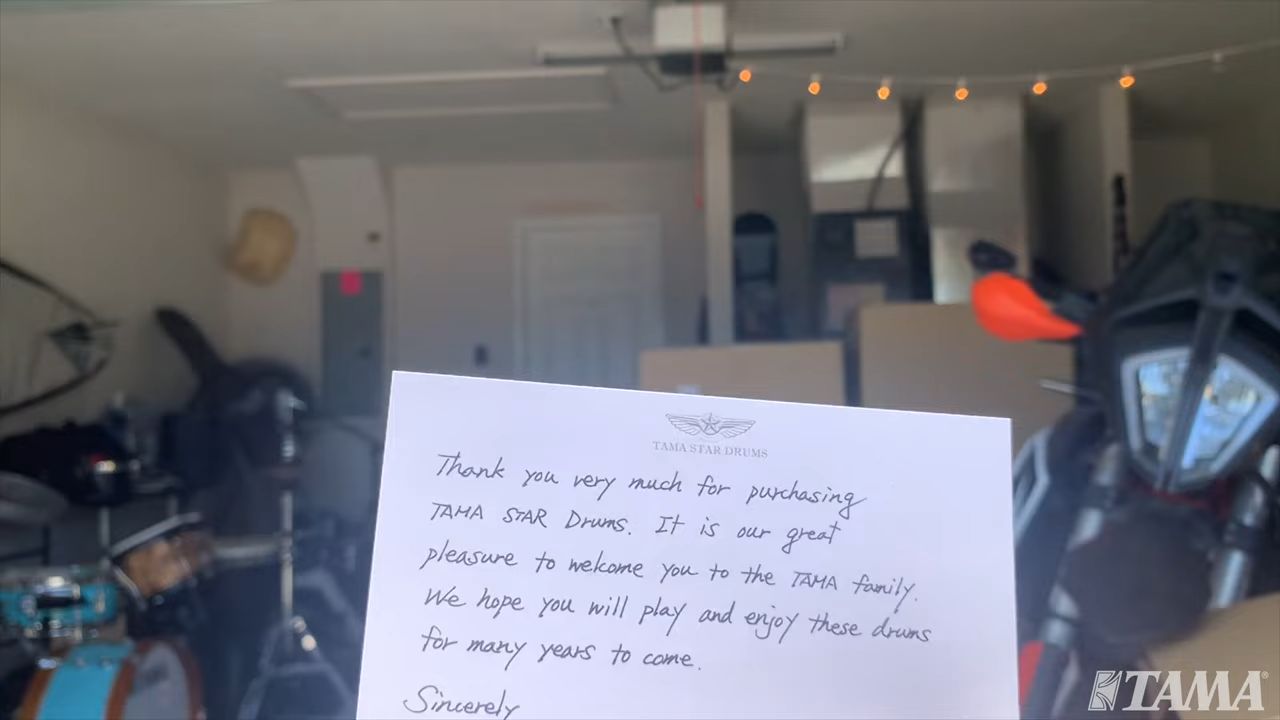 TAMA STAR DRUMS
Thank you very much for purchasing
TAMA STAR Drums. It is our great
pleasure to welcome you to the TAMA family.
We hope you will play and enjoy these drums
for many years to come.
Sincerely
TAMA®